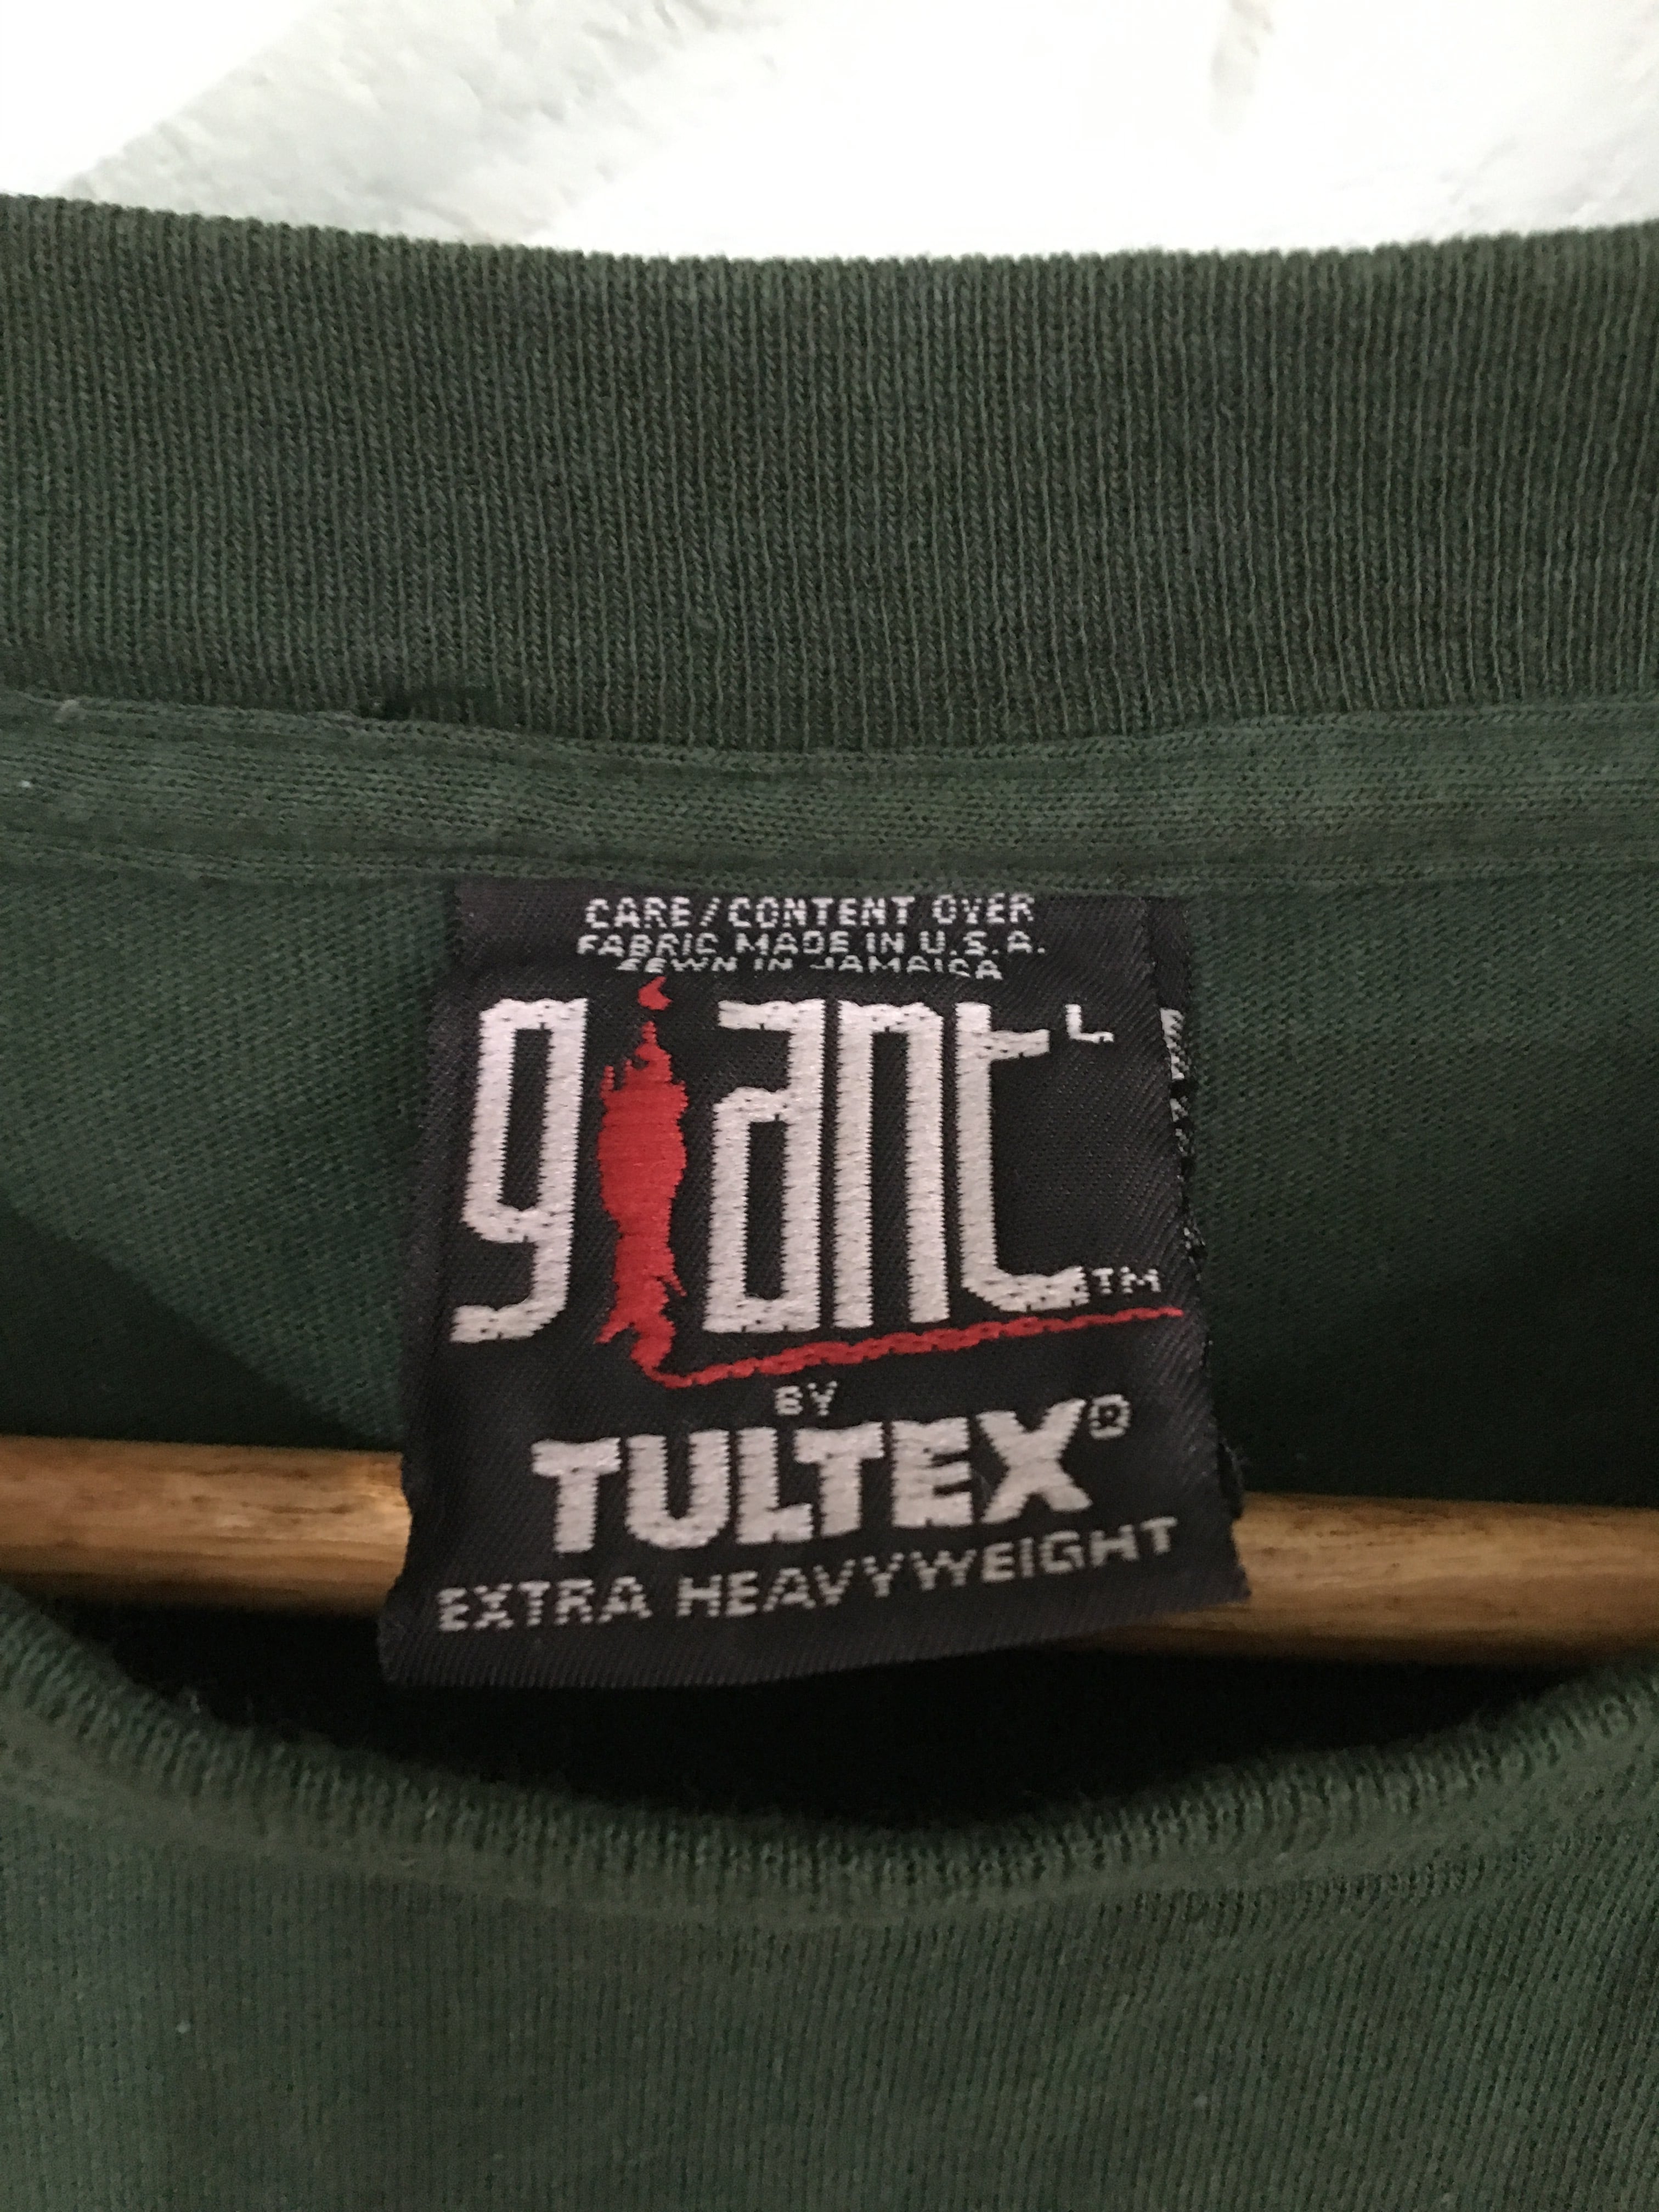 CARE/CONTENT OVER
FABRIC MADE IN U.S.A.
SEWN IN JAMAICA
giant L
TM
BY
TULTEX®
EXTRA HEAVYWEIGHT